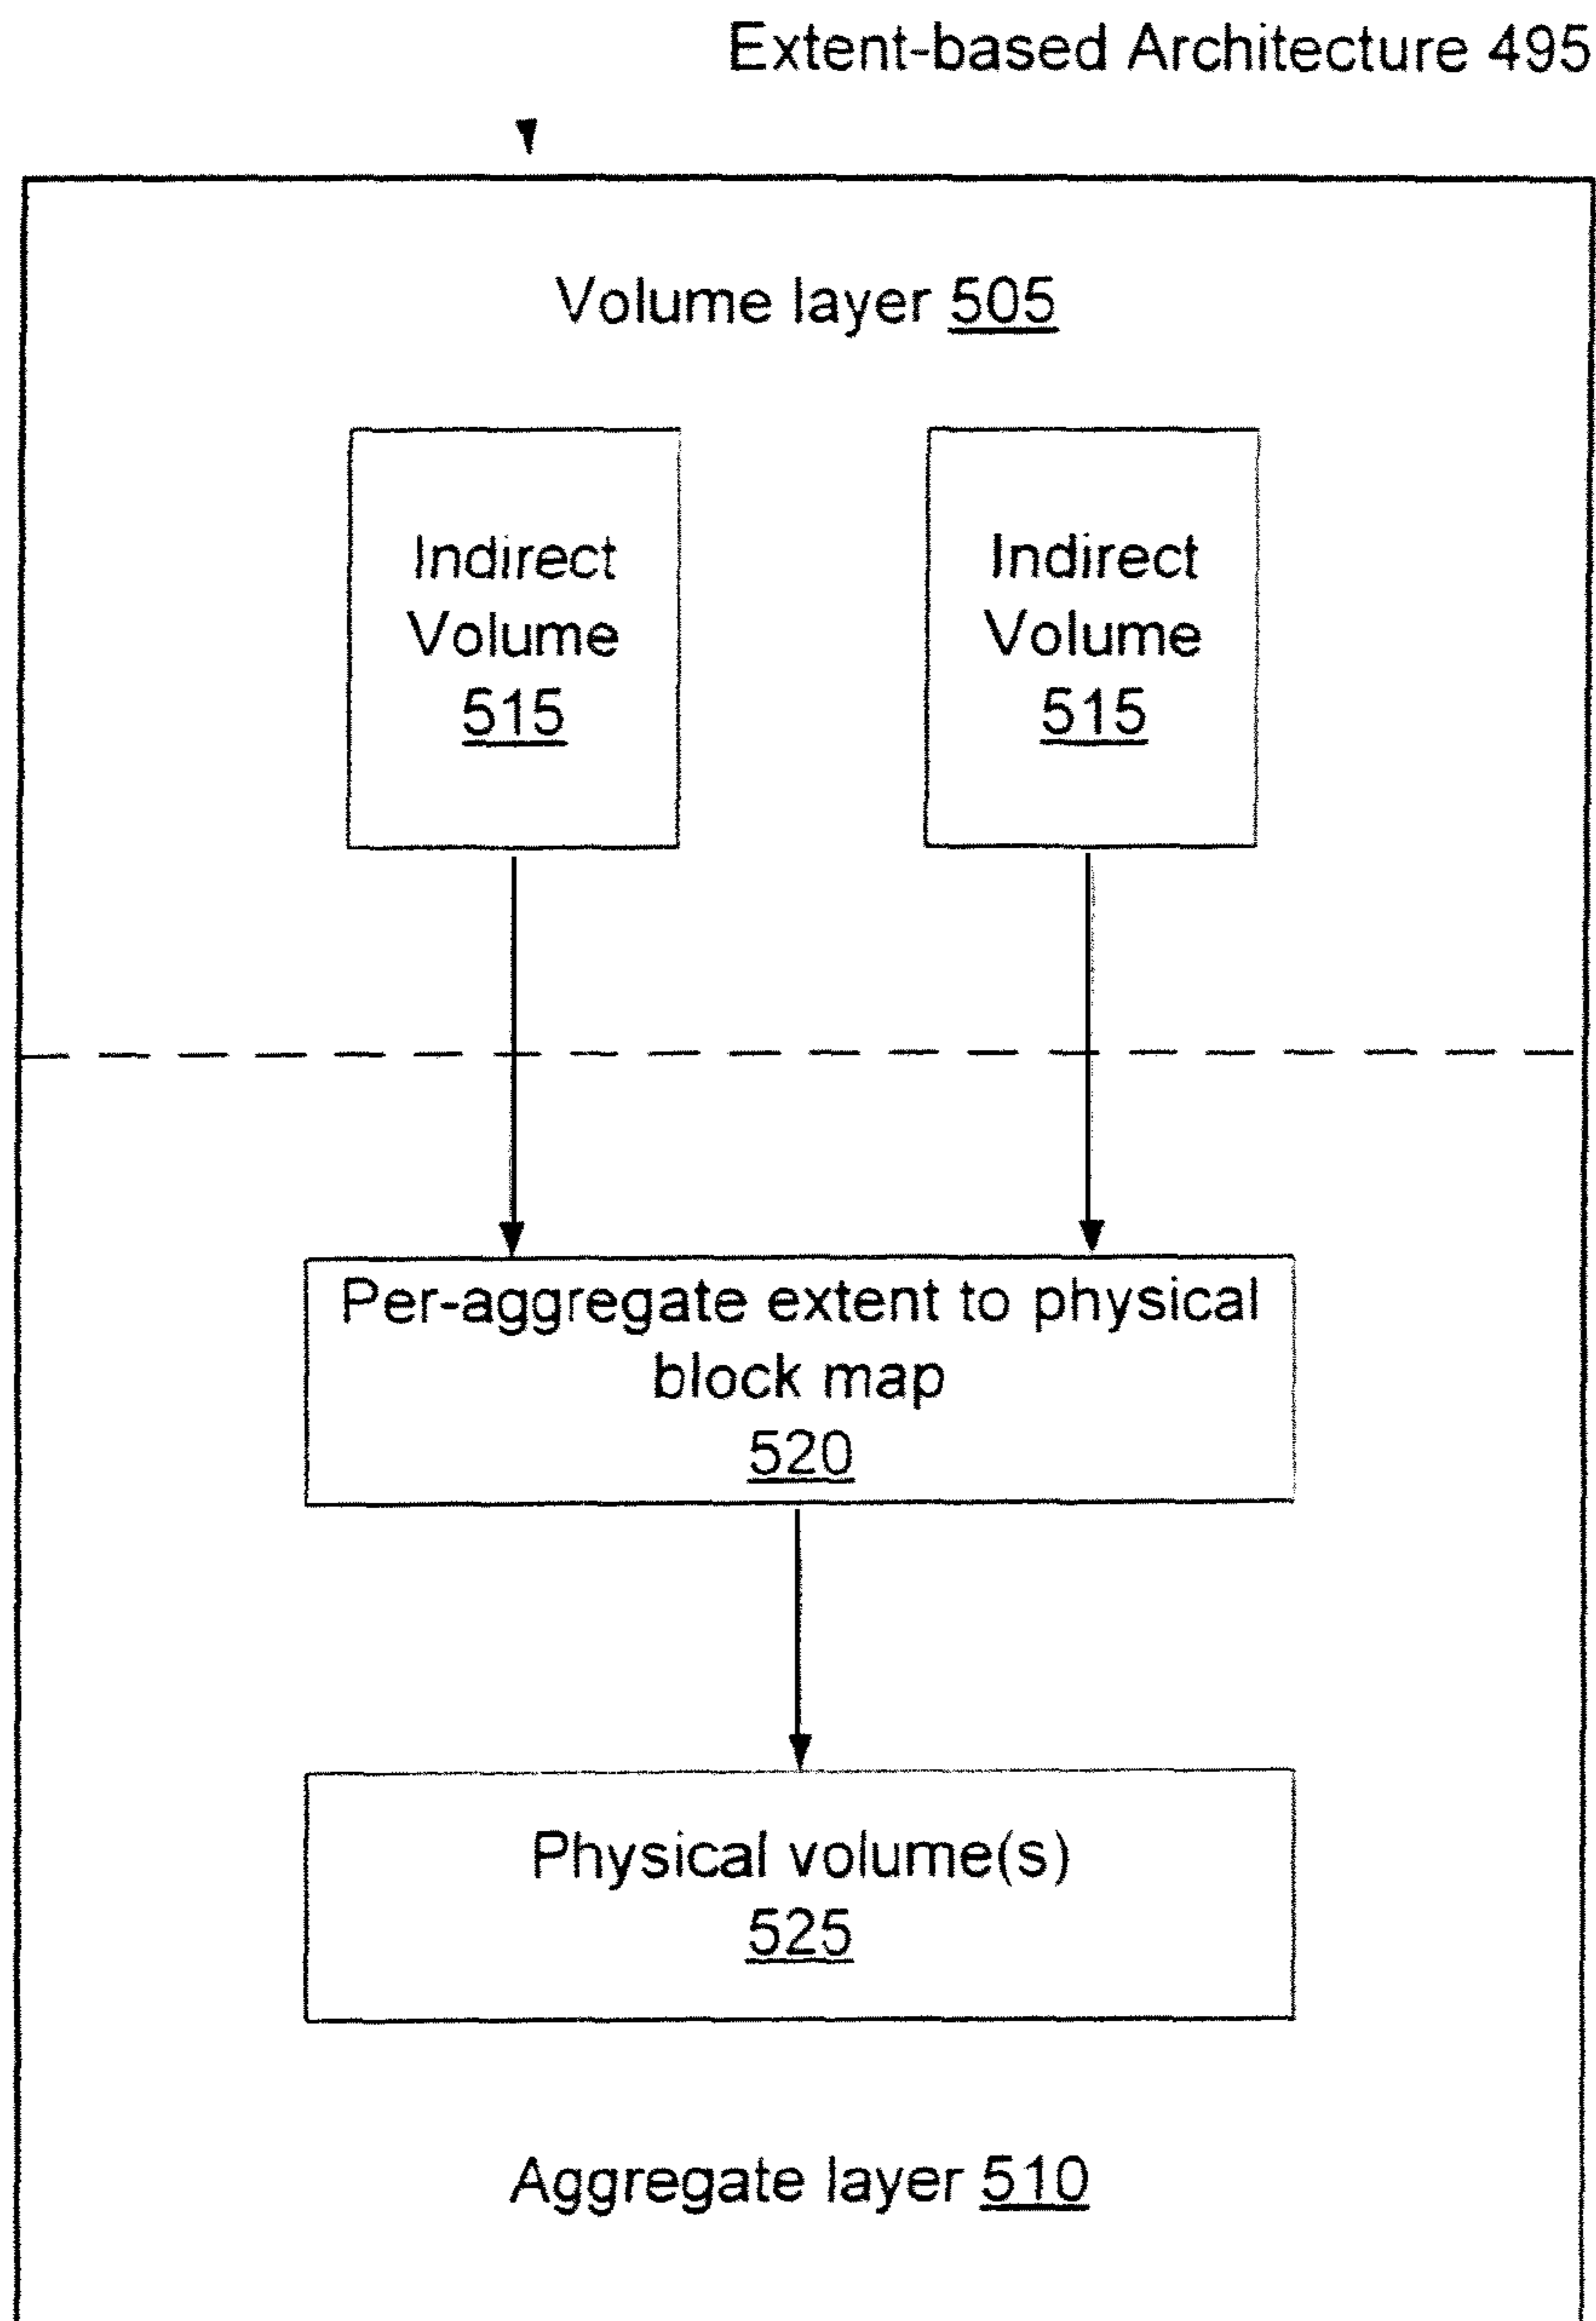 Extent-based Architecture 495
Volume layer 505
Indirect
Volume
515
Indirect
Volume
515
Per-aggregate extent to physical
block map
520
Physical volume(s)
525
Aggregate layer 510